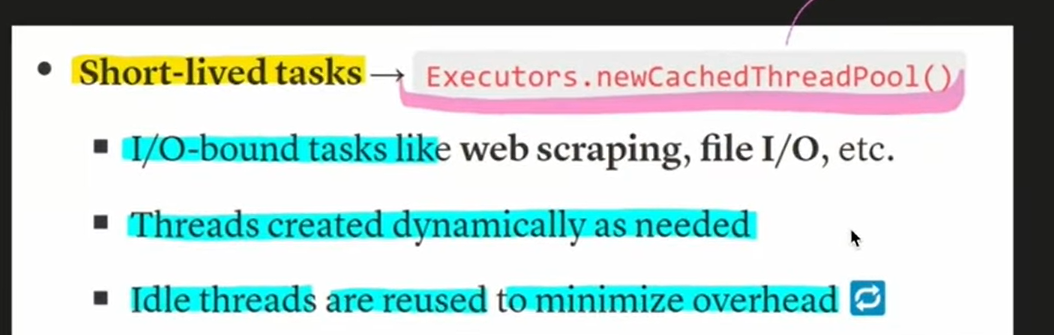 • Short-lived tasks → Executors.newCachedThreadPool()
▪ I/O-bound tasks like web scraping, file I/O, etc.
▪ Threads created dynamically as needed
▪ Idle threads are reused to minimize overhead 🔁